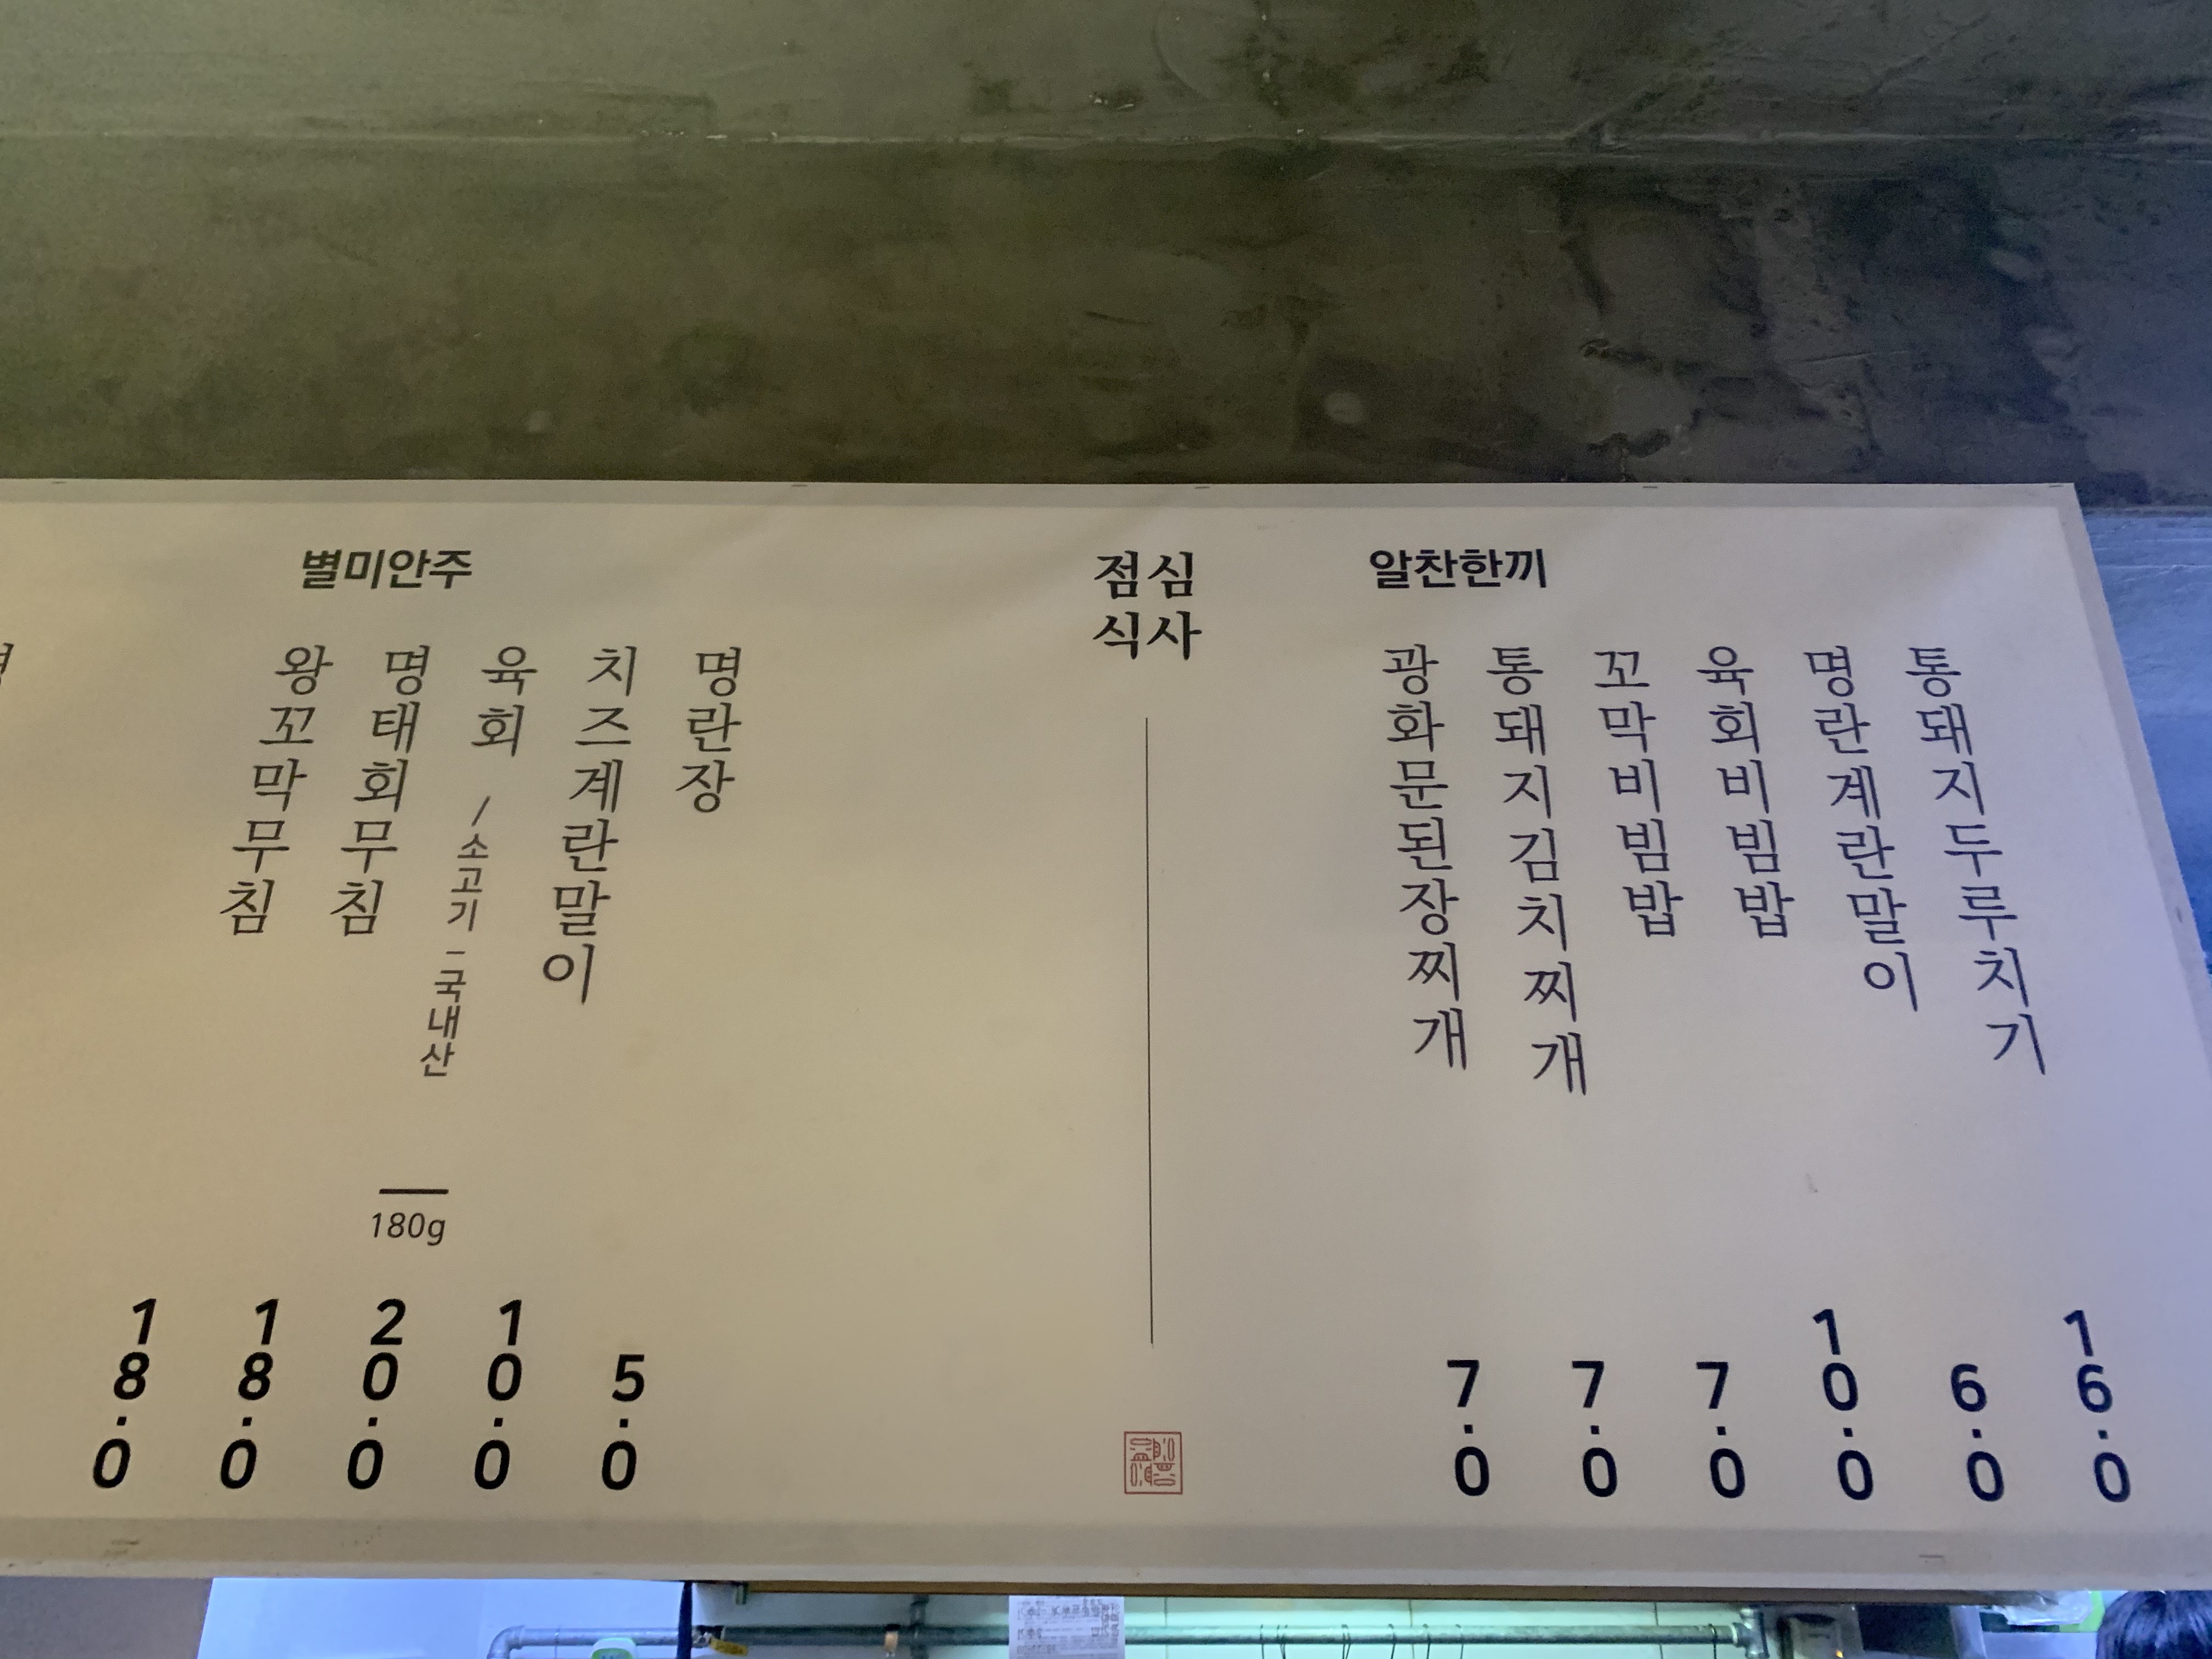 별미안주
왕꼬막무침
18.0
명태회무침
18.0
육회 / 소고기 - 국내산
180g
20.0
치즈계란말이
10.0
명란장
5.0
점심
식사
알찬한끼
광화문된장찌개
7.0
통돼지김치찌개
7.0
꼬막비빔밥
7.0
육회비빔밥
10.0
명란계란말이
6.0
통돼지두루치기
16.0